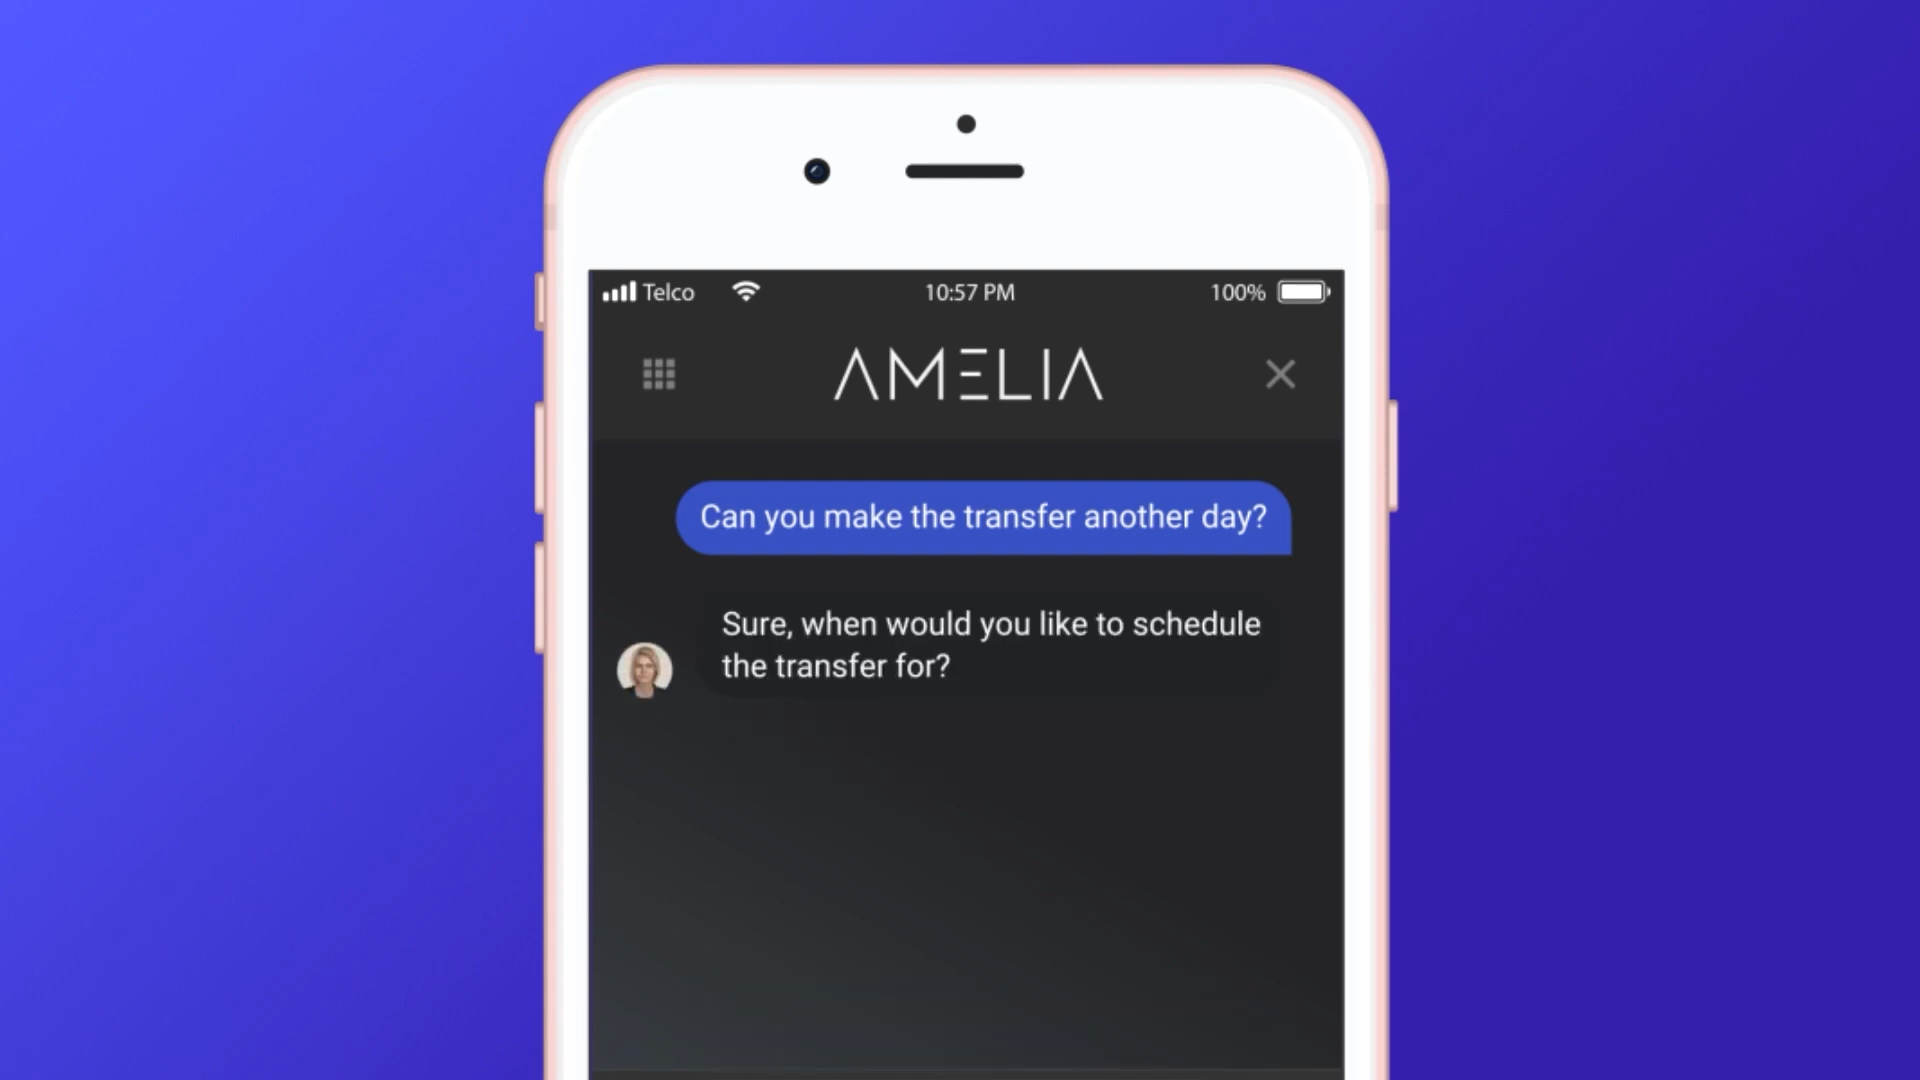 Telco
10:57 PM
100%
AMELIA
Can you make the transfer another day?
Sure, when would you like to schedule
the transfer for?